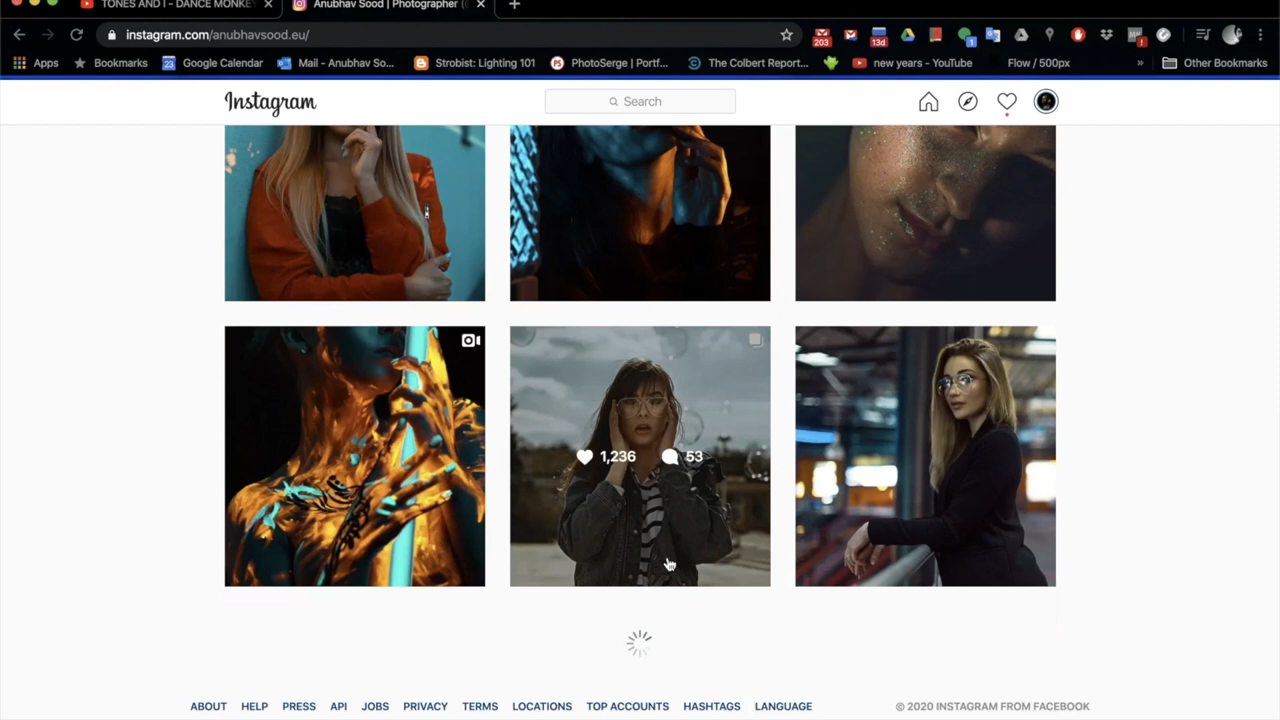 TONES AND I - DANCE MONKEY
Anubhav Sood | Photographer (
instagram.com/anubhavsood.eu/
203
13d
1
Apps
Bookmarks
23
Google Calendar
Mail - Anubhav So...
Strobist: Lighting 101
PhotoSerge | Portf...
The Colbert Report...
new years - YouTube
Flow / 500px
»
Other Bookmarks
Instagram
Search
1,236
53
ABOUT
HELP
PRESS
API
JOBS
PRIVACY
TERMS
LOCATIONS
TOP ACCOUNTS
HASHTAGS
LANGUAGE
© 2020 INSTAGRAM FROM FACEBOOK